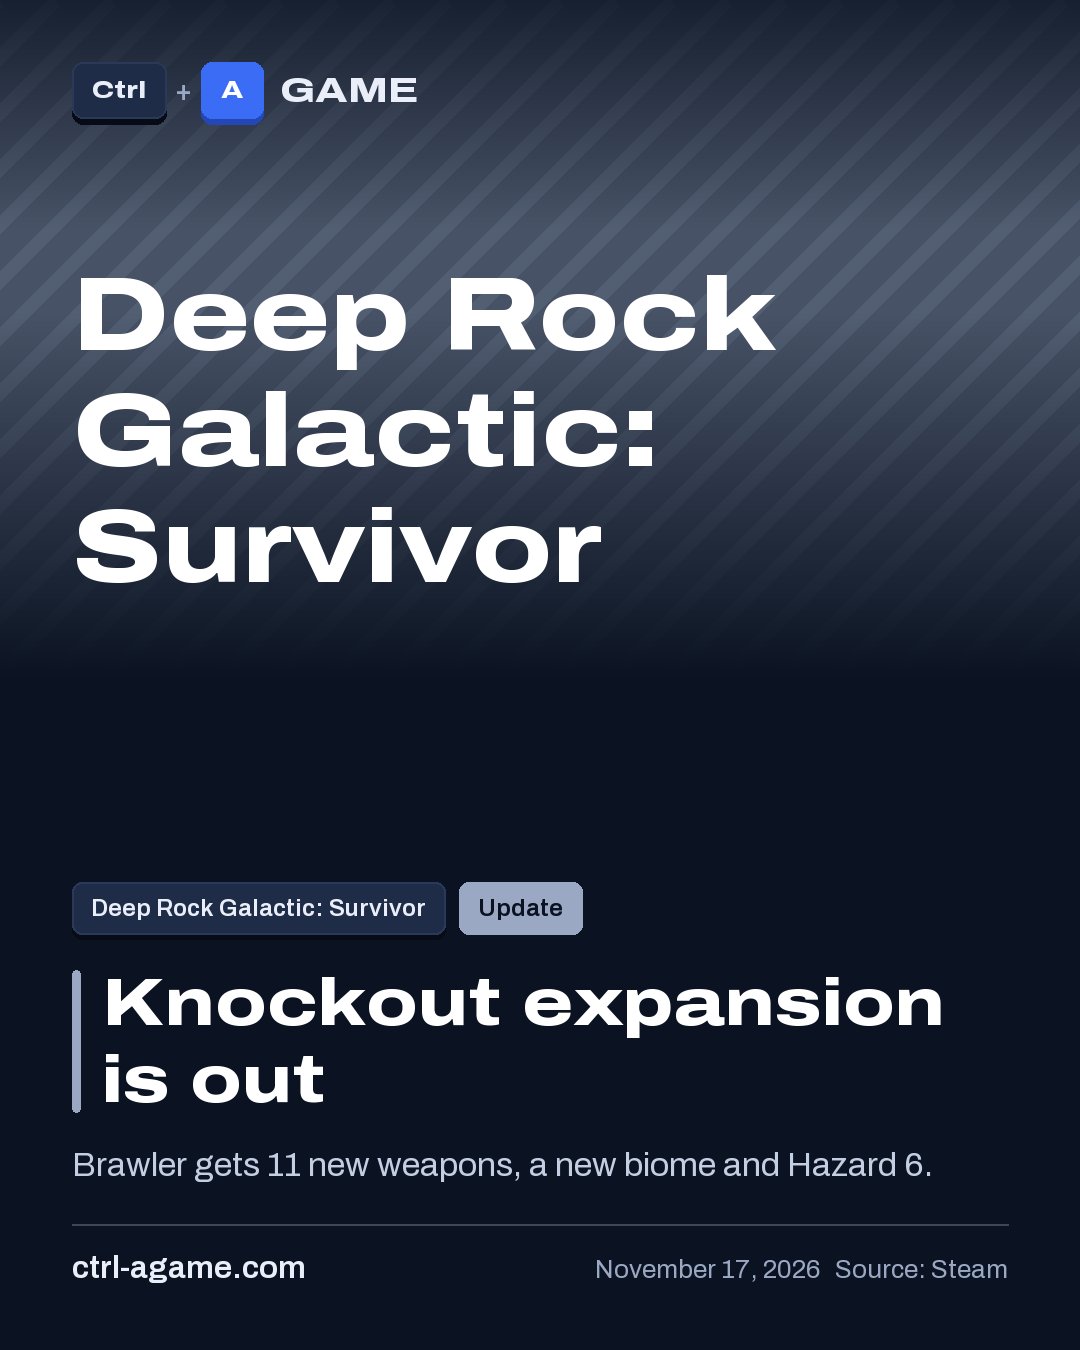 Ctrl + A GAME
Deep Rock
Galactic:
Survivor
Deep Rock Galactic: Survivor Update
Knockout expansion
is out
Brawler gets 11 new weapons, a new biome and Hazard 6.
ctrl-agame.com November 17, 2026 Source: Steam